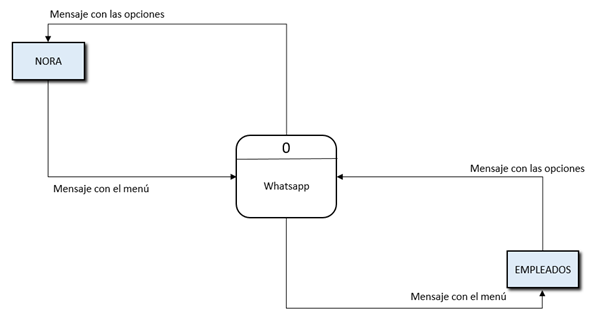 Mensaje con las opciones
NORA
0
Whatsapp
Mensaje con el menú
Mensaje con las opciones
EMPLEADOS
Mensaje con el menú